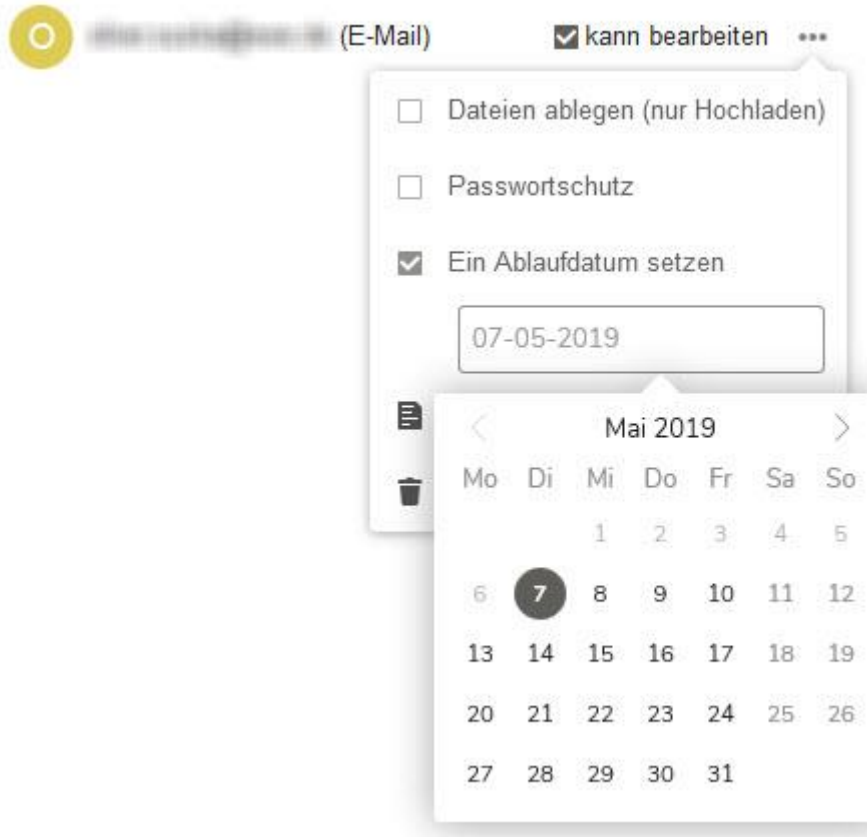 O (E-Mail) kann bearbeiten
Dateien ablegen (nur Hochladen)
Passwortschutz
Ein Ablaufdatum setzen
07-05-2019
Mai 2019
Mo Di Mi Do Fr Sa So
1 2 3 4 5
6 7 8 9 10 11 12
13 14 15 16 17 18 19
20 21 22 23 24 25 26
27 28 29 30 31